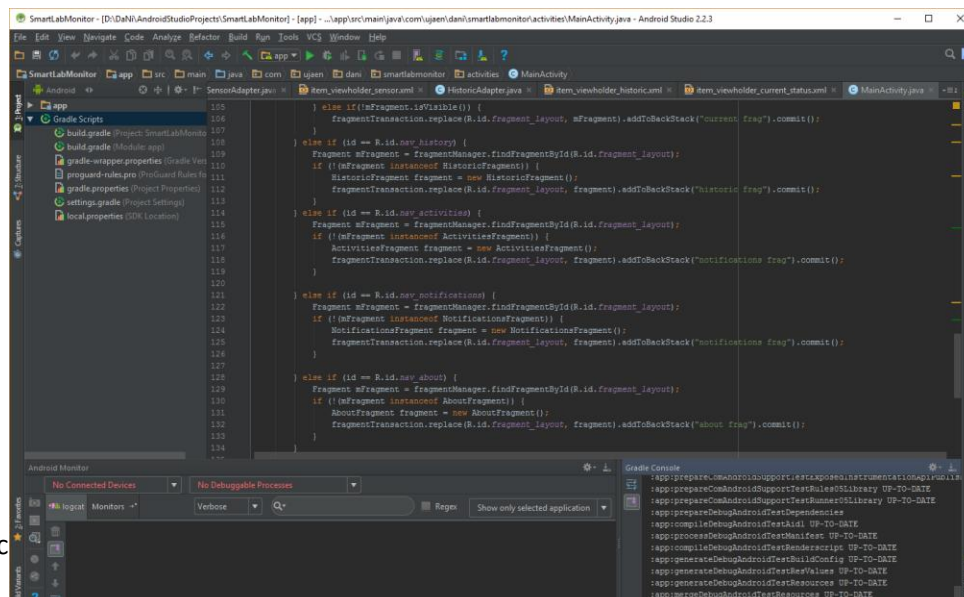 SmartLabMonitor - [D:\DaNi\AndroidStudioProjects\SmartLabMonitor] - [app] - ...\app\src\main\java\com\ujaen\dani\smartlabmonitor\activities\MainActivity.java - Android Studio 2.2.3
File Edit View Navigate Code Analyze Refactor Build Run Tools VCS Window Help
app
SmartLabMonitor app src main java com ujaen dani smartlabmonitor activities MainActivity
Android SensorAdapter.java item_viewholder_sensor.xml HistoricAdapter.java item_viewholder_historic.xml item_viewholder_current_status.xml MainActivity.java
1: Project
7: Structure
Captures
2: Favorites
app
Gradle Scripts
build.gradle (Project: SmartLabMonito
build.gradle (Module: app)
gradle-wrapper.properties (Gradle Ver
proguard-rules.pro (ProGuard Rules fo
gradle.properties (Project Properties)
settings.gradle (Project Settings)
local.properties (SDK Location)
105 } else if(!mFragment.isVisible()) {
106 fragmentTransaction.replace(R.id.fragment_layout, mFragment).addToBackStack("current frag").commit();
107 }
108 } else if (id == R.id.nav_history) {
109 Fragment mFragment = fragmentManager.findFragmentById(R.id.fragment_layout);
110 if (!(mFragment instanceof HistoricFragment)) {
111 HistoricFragment fragment = new HistoricFragment();
112 fragmentTransaction.replace(R.id.fragment_layout, fragment).addToBackStack("historic frag").commit();
113 }
114 } else if (id == R.id.nav_activities) {
115 Fragment mFragment = fragmentManager.findFragmentById(R.id.fragment_layout);
116 if (!(mFragment instanceof ActivitiesFragment)) {
117 ActivitiesFragment fragment = new ActivitiesFragment();
118 fragmentTransaction.replace(R.id.fragment_layout, fragment).addToBackStack("notifications frag").commit();
119 }
120
121 } else if (id == R.id.nav_notifications) {
122 Fragment mFragment = fragmentManager.findFragmentById(R.id.fragment_layout);
123 if (!(mFragment instanceof NotificationsFragment)) {
124 NotificationsFragment fragment = new NotificationsFragment();
125 fragmentTransaction.replace(R.id.fragment_layout, fragment).addToBackStack("notifications frag").commit();
126 }
127
128 } else if (id == R.id.nav_about) {
129 Fragment mFragment = fragmentManager.findFragmentById(R.id.fragment_layout);
130 if (!(mFragment instanceof AboutFragment)) {
131 AboutFragment fragment = new AboutFragment();
132 fragmentTransaction.replace(R.id.fragment_layout, fragment).addToBackStack("about frag").commit();
133 }
134 }
Android Monitor
No Connected Devices No Debuggable Processes
logcat Monitors Verbose Regex Show only selected application
Gradle Console
:app:prepareComAndroidSupportTestExposedInstrumentationApiPublis
:app:prepareComAndroidSupportTestRules05Library UP-TO-DATE
:app:prepareComAndroidSupportTestRunner05Library UP-TO-DATE
:app:prepareDebugAndroidTestDependencies
:app:compileDebugAndroidTestAidl UP-TO-DATE
:app:processDebugAndroidTestManifest UP-TO-DATE
:app:compileDebugAndroidTestRenderscript UP-TO-DATE
:app:generateDebugAndroidTestBuildConfig UP-TO-DATE
:app:generateDebugAndroidTestResValues UP-TO-DATE
:app:generateDebugAndroidTestResources UP-TO-DATE
:app:mergeDebugAndroidTestResources UP-TO-DATE
c